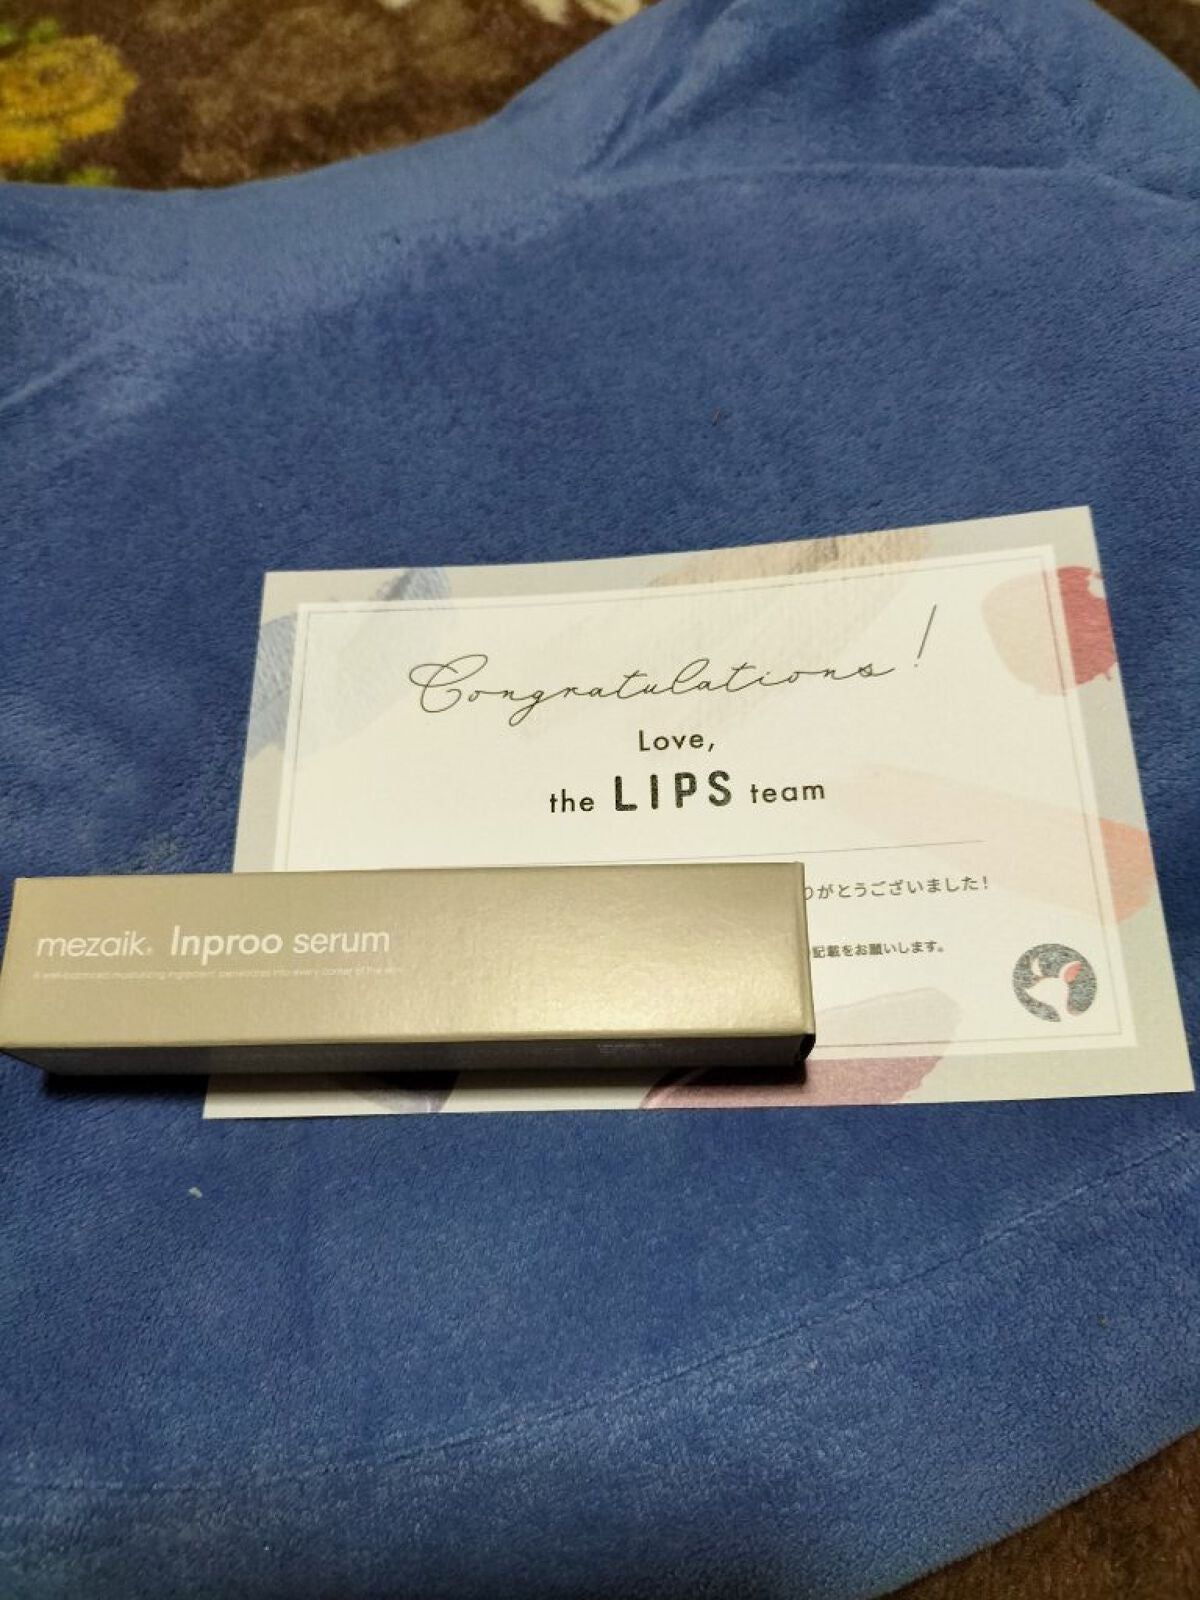 Congratulations!
Love,
the LIPS team
りがとうございました!
記載をお願いします。
mezaik® Inproo serum